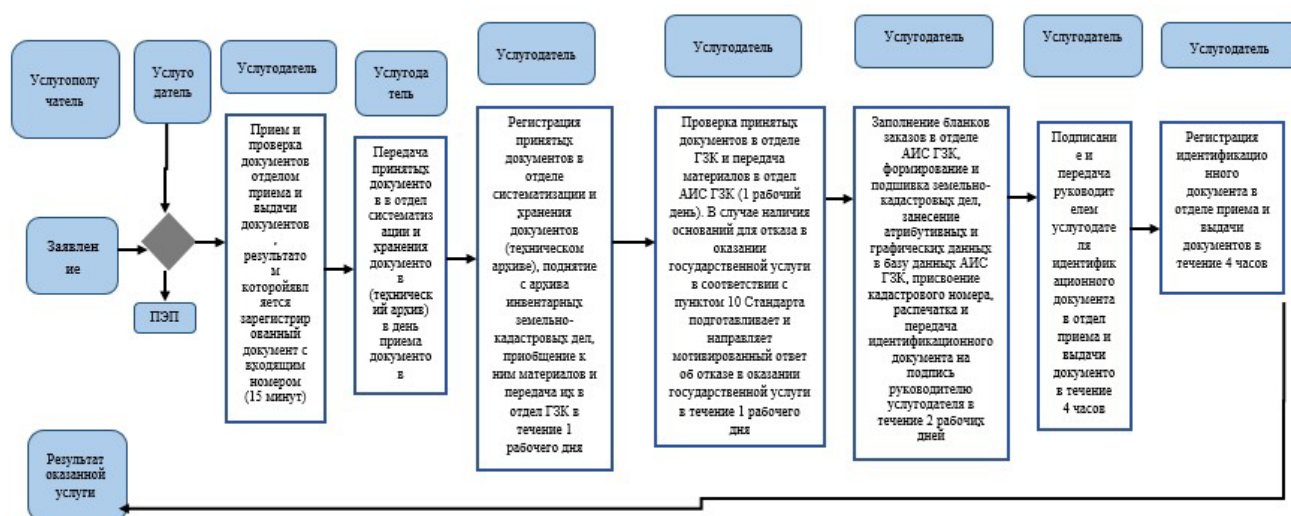 Услугополу
чатель
Услуго
датель
Услугодатель
Услугода
тель
Услугодатель
Услугодатель
Услугодатель
Услугодатель
Услугодатель
Заявлен
ие
ПЭП
Прием и
проверка
документов
отделом
приема и
выдачи
документов
,
результато
м
которойявл
яется
зарегистрир
ованный
документ с
входящим
номером
(15 минут)
Передача
принятых
документо
в в отдел
систематиз
ации и
хранения
документо
в
(техническ
ий архив)
в день
приема
документо
в
Регистрация
принятых
документов в
отделе
систематизации и
хранения
документов
(техническом
архиве), поднятие
с архива
инвентарных
земельно-
кадастровых дел,
приобщение к
ним материалов и
передача их в
отдел ГЗК в
течение 1
рабочего дня
Проверка принятых
документов в отделе
ГЗК и передача
материалов в отдел
АИС ГЗК (1 рабочий
день). В случае наличия
оснований для отказа в
оказании
государственной услуги
в соответствии с
пунктом 10 Стандарта
подготавливает и
направляет
мотивированный ответ
об отказе в оказании
государственной услуги
в течение 1 рабочего
дня
Заполнение бланков
заказов в отделе
АИС ГЗК,
формирование и
подшивка земельно-
кадастровых дел,
занесение
атрибутивных и
графических данных
в базу данных АИС
ГЗК, присвоение
кадастрового номера,
распечатка и
передача
идентификационного
документа на
подпись
руководителю
услугодателя в
течение 2 рабочих
дней
Подписани
е и
передача
руководит
елем
услугодате
ля
идентифик
ационного
документа
в отдел
приема и
выдачи
документо
в течение
4 часов
Регистрация
идентификацио
нного
документа в
отделе приема и
выдачи
документов в
течение 4 часов
Результат
оказанной
услуги